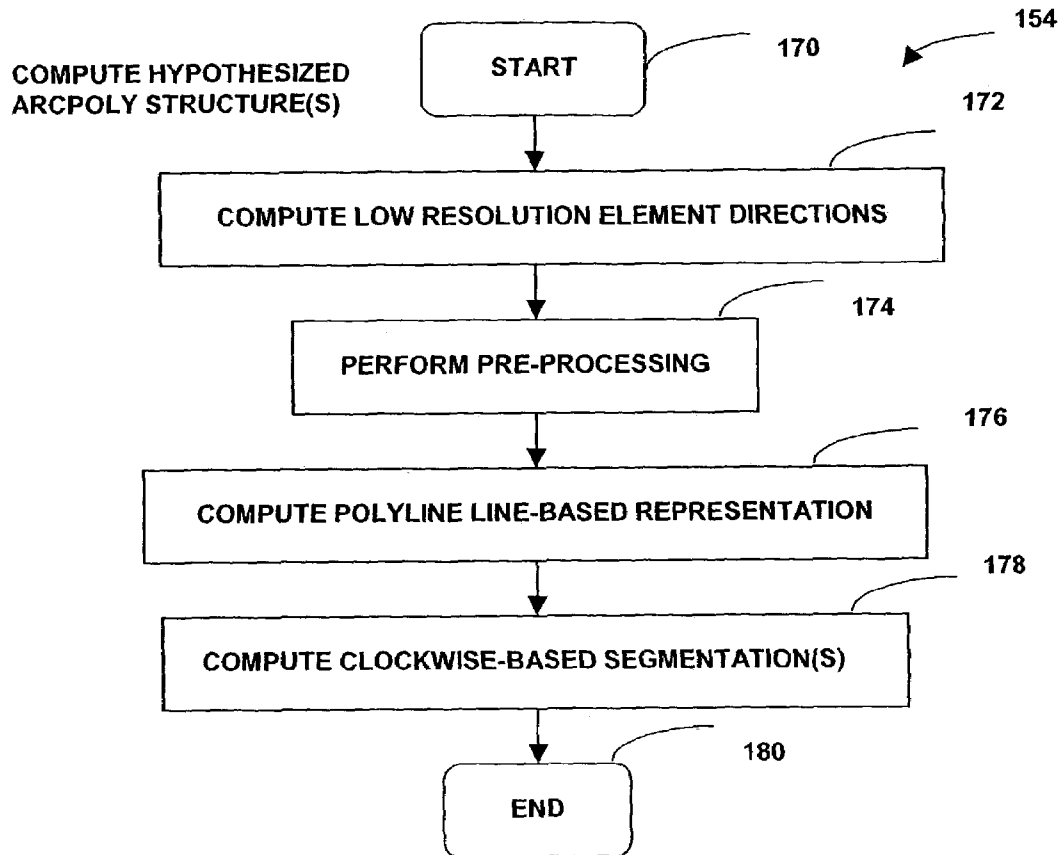 154
170
START
COMPUTE HYPOTHESIZED
ARCPOLY STRUCTURE(S)
172
COMPUTE LOW RESOLUTION ELEMENT DIRECTIONS
174
PERFORM PRE-PROCESSING
176
COMPUTE POLYLINE LINE-BASED REPRESENTATION
178
COMPUTE CLOCKWISE-BASED SEGMENTATION(S)
180
END